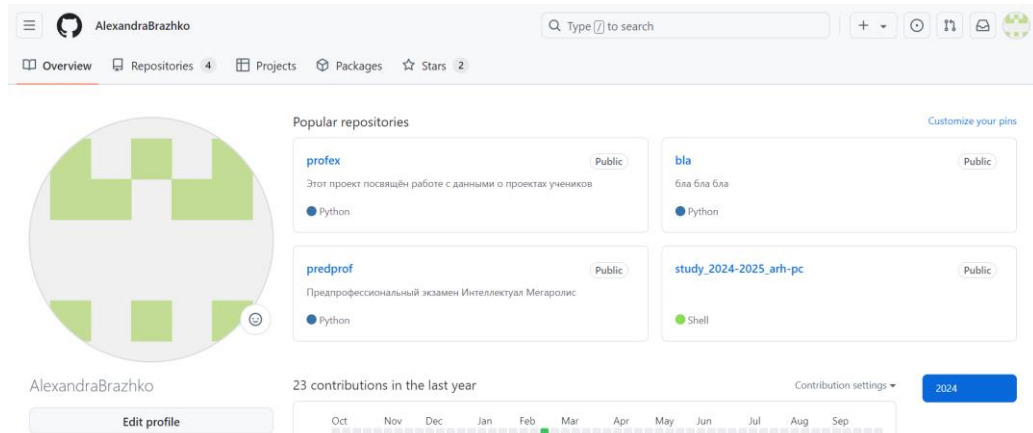 AlexandraBrazhko
Type / to search
Overview Repositories 4 Projects Packages Stars 2
Popular repositories
Customize your pins
profex Public
Этот проект посвящён работе с данными о проектах учеников
Python
bla Public
бла бла бла
Python
predprof Public
Предпрофессиональный экзамен Интеллектуал Мегаролис
Python
study_2024-2025_arh-pc Public
Shell
AlexandraBrazhko
Edit profile
23 contributions in the last year
Contribution settings
2024
Oct Nov Dec Jan Feb Mar Apr May Jun Jul Aug Sep